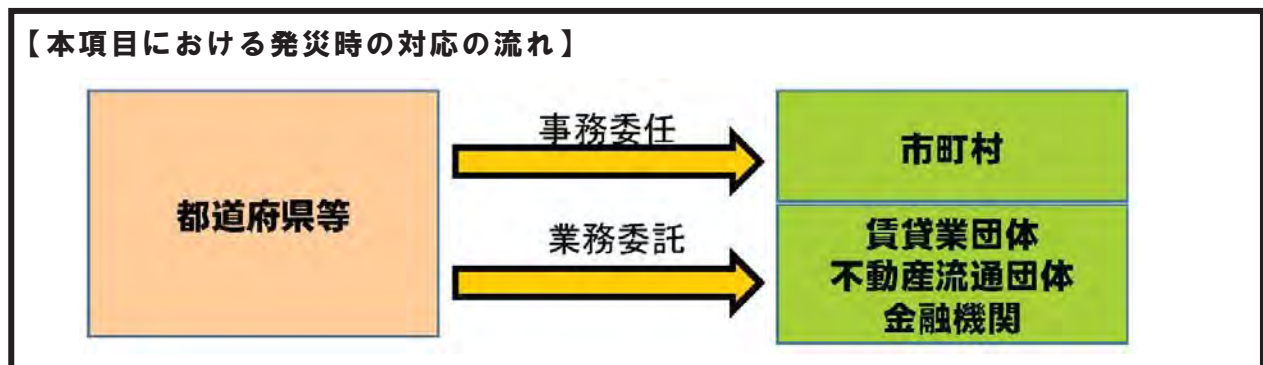 【本項目における発災時の対応の流れ】
都道府県等
事務委任
市町村
業務委託
賃貸業団体
不動産流通団体
金融機関